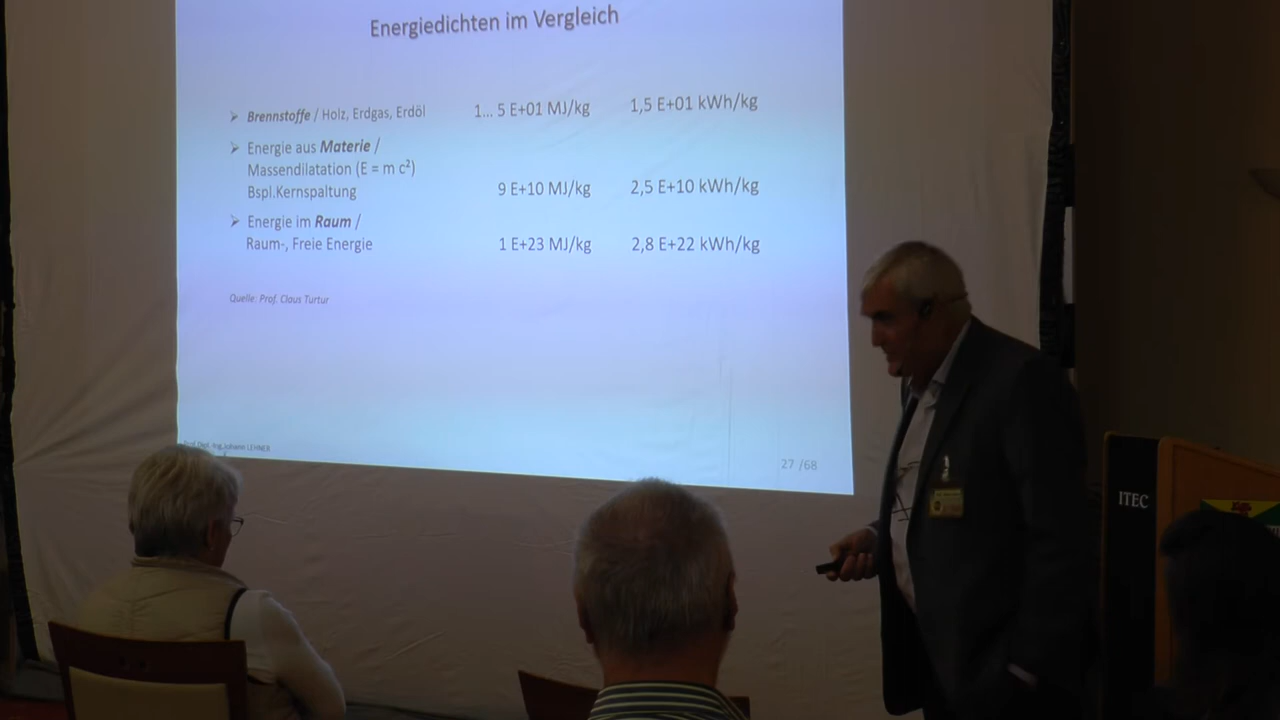 Energiedichten im Vergleich
➢ Brennstoffe / Holz, Erdgas, Erdöl 1... 5 E+01 MJ/kg 1,5 E+01 kWh/kg
➢ Energie aus Materie /
Massendilatation (E = m c²)
Bspl.Kernspaltung 9 E+10 MJ/kg 2,5 E+10 kWh/kg
➢ Energie im Raum /
Raum-, Freie Energie 1 E+23 MJ/kg 2,8 E+22 kWh/kg
Quelle: Prof. Claus Turtur
Johann LEHNER
27 /68
ITEC